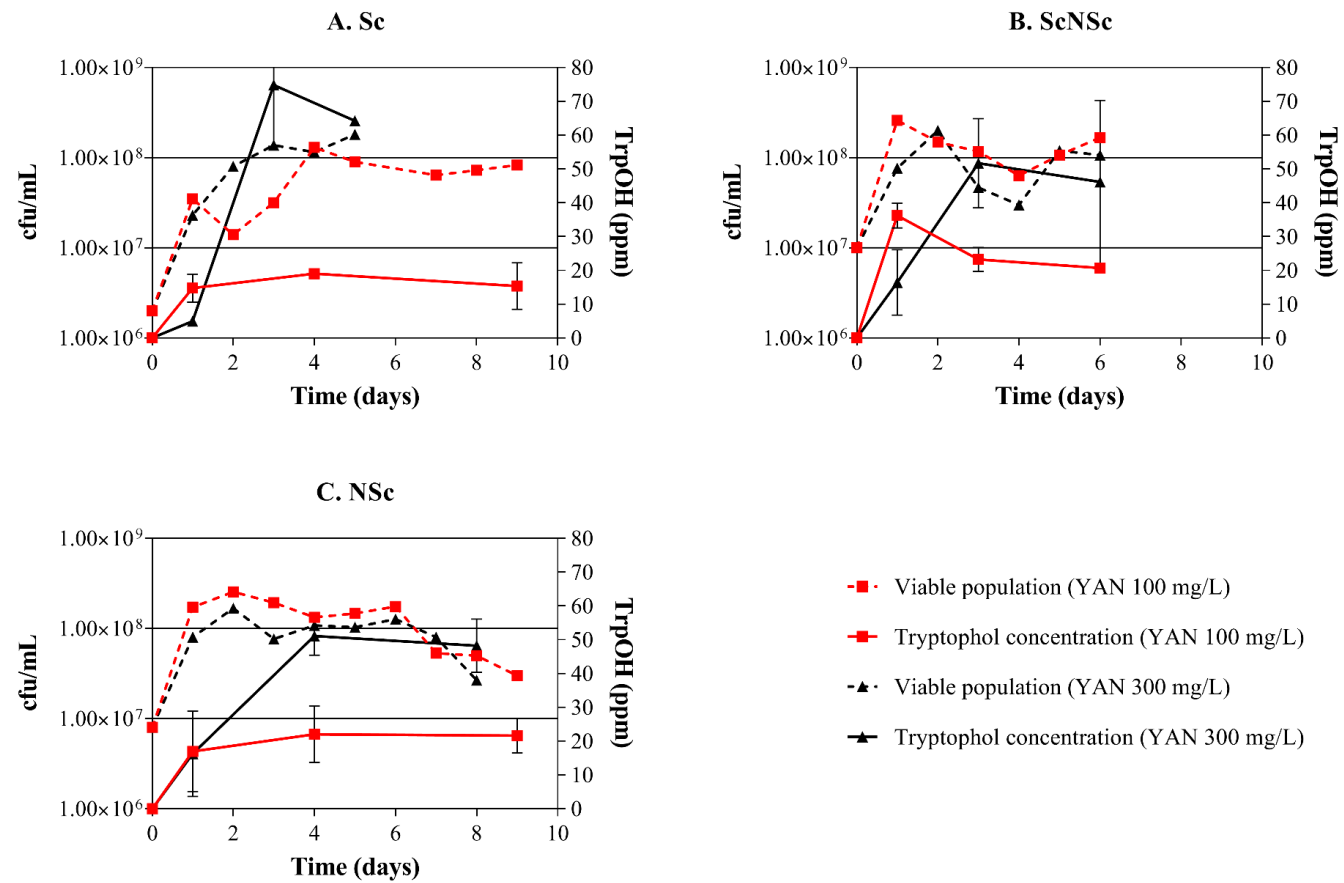 A. Sc
1.00×10⁹
1.00×10⁸
1.00×10⁷
1.00×10⁶
cfu/mL
80
70
60
50
40
30
20
10
0
TrpOH (ppm)
0 2 4 6 8 10
Time (days)
B. ScNSc
1.00×10⁹
1.00×10⁸
1.00×10⁷
1.00×10⁶
cfu/mL
80
70
60
50
40
30
20
10
0
TrpOH (ppm)
0 2 4 6 8 10
Time (days)
C. NSc
1.00×10⁹
1.00×10⁸
1.00×10⁷
1.00×10⁶
cfu/mL
80
70
60
50
40
30
20
10
0
TrpOH (ppm)
0 2 4 6 8 10
Time (days)
Viable population (YAN 100 mg/L)
Tryptophol concentration (YAN 100 mg/L)
Viable population (YAN 300 mg/L)
Tryptophol concentration (YAN 300 mg/L)